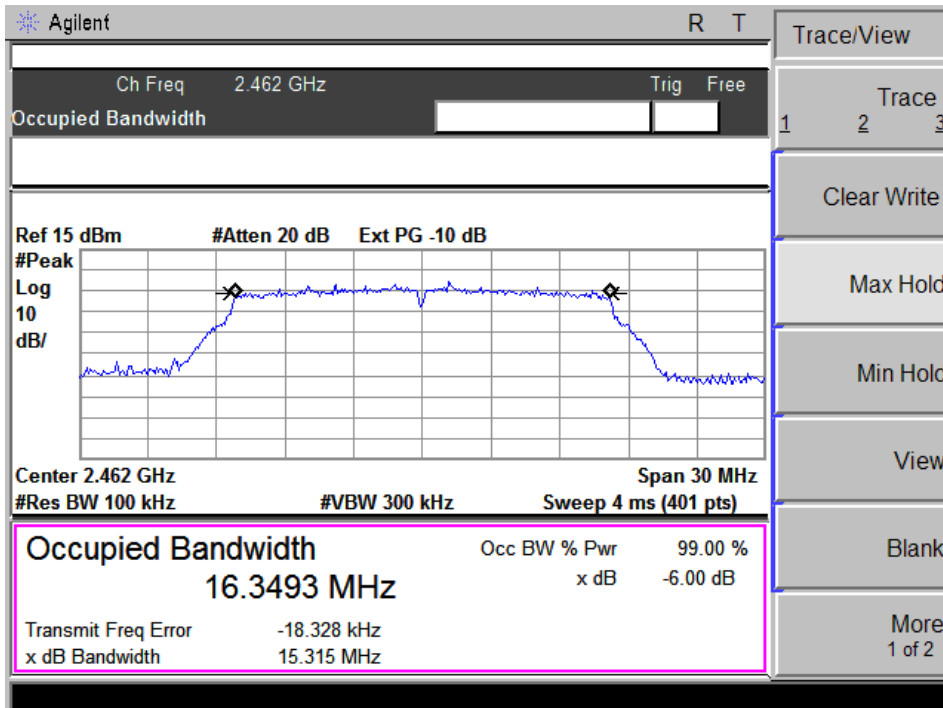 Agilent R T
Ch Freq 2.462 GHz Trig Free
Occupied Bandwidth
Ref 15 dBm #Atten 20 dB Ext PG -10 dB
#Peak
Log
10
dB/
Center 2.462 GHz Span 30 MHz
#Res BW 100 kHz #VBW 300 kHz Sweep 4 ms (401 pts)
Occupied Bandwidth Occ BW % Pwr 99.00 %
16.3493 MHz x dB -6.00 dB
Transmit Freq Error -18.328 kHz
x dB Bandwidth 15.315 MHz
Trace/View
Trace
1 2 3
Clear Write
Max Hold
Min Hold
View
Blank
More
1 of 2